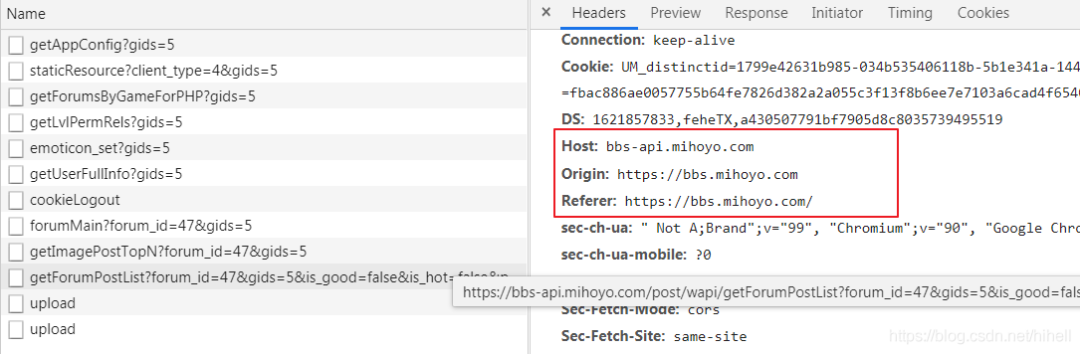 Name
getAppConfig?gids=5
staticResource?client_type=4&gids=5
getForumsByGameForPHP?gids=5
getLvlPermRels?gids=5
emoticon_set?gids=5
getUserFullInfo?gids=5
cookieLogout
forumMain?forum_id=47&gids=5
getImagePostTopN?forum_id=47&gids=5
getForumPostList?forum_id=47&gids=5&is_good=false&is_hot=false&p
upload
upload
× Headers Preview Response Initiator Timing Cookies
Connection: keep-alive
Cookie: UM_distinctid=1799e42631b985-034b535406118b-5b1e341a-144
=fbac886ae0057755b64fe7826d382a2a055c3f13f8b6ee7e7103a6cad4f6546
DS: 1621857833,feheTX,a430507791bf7905d8c8035739495519
Host: bbs-api.mihoyo.com
Origin: https://bbs.mihoyo.com
Referer: https://bbs.mihoyo.com/
sec-ch-ua: " Not A;Brand";v="99", "Chromium";v="90", "Google Chro
sec-ch-ua-mobile: ?0
https://bbs-api.mihoyo.com/post/wapi/getForumPostList?forum_id=47&gids=5&is_good=fals
Sec-Fetch-Mode: cors
Sec-Fetch-Site: same-site
https://blog.csdn.net/hihell